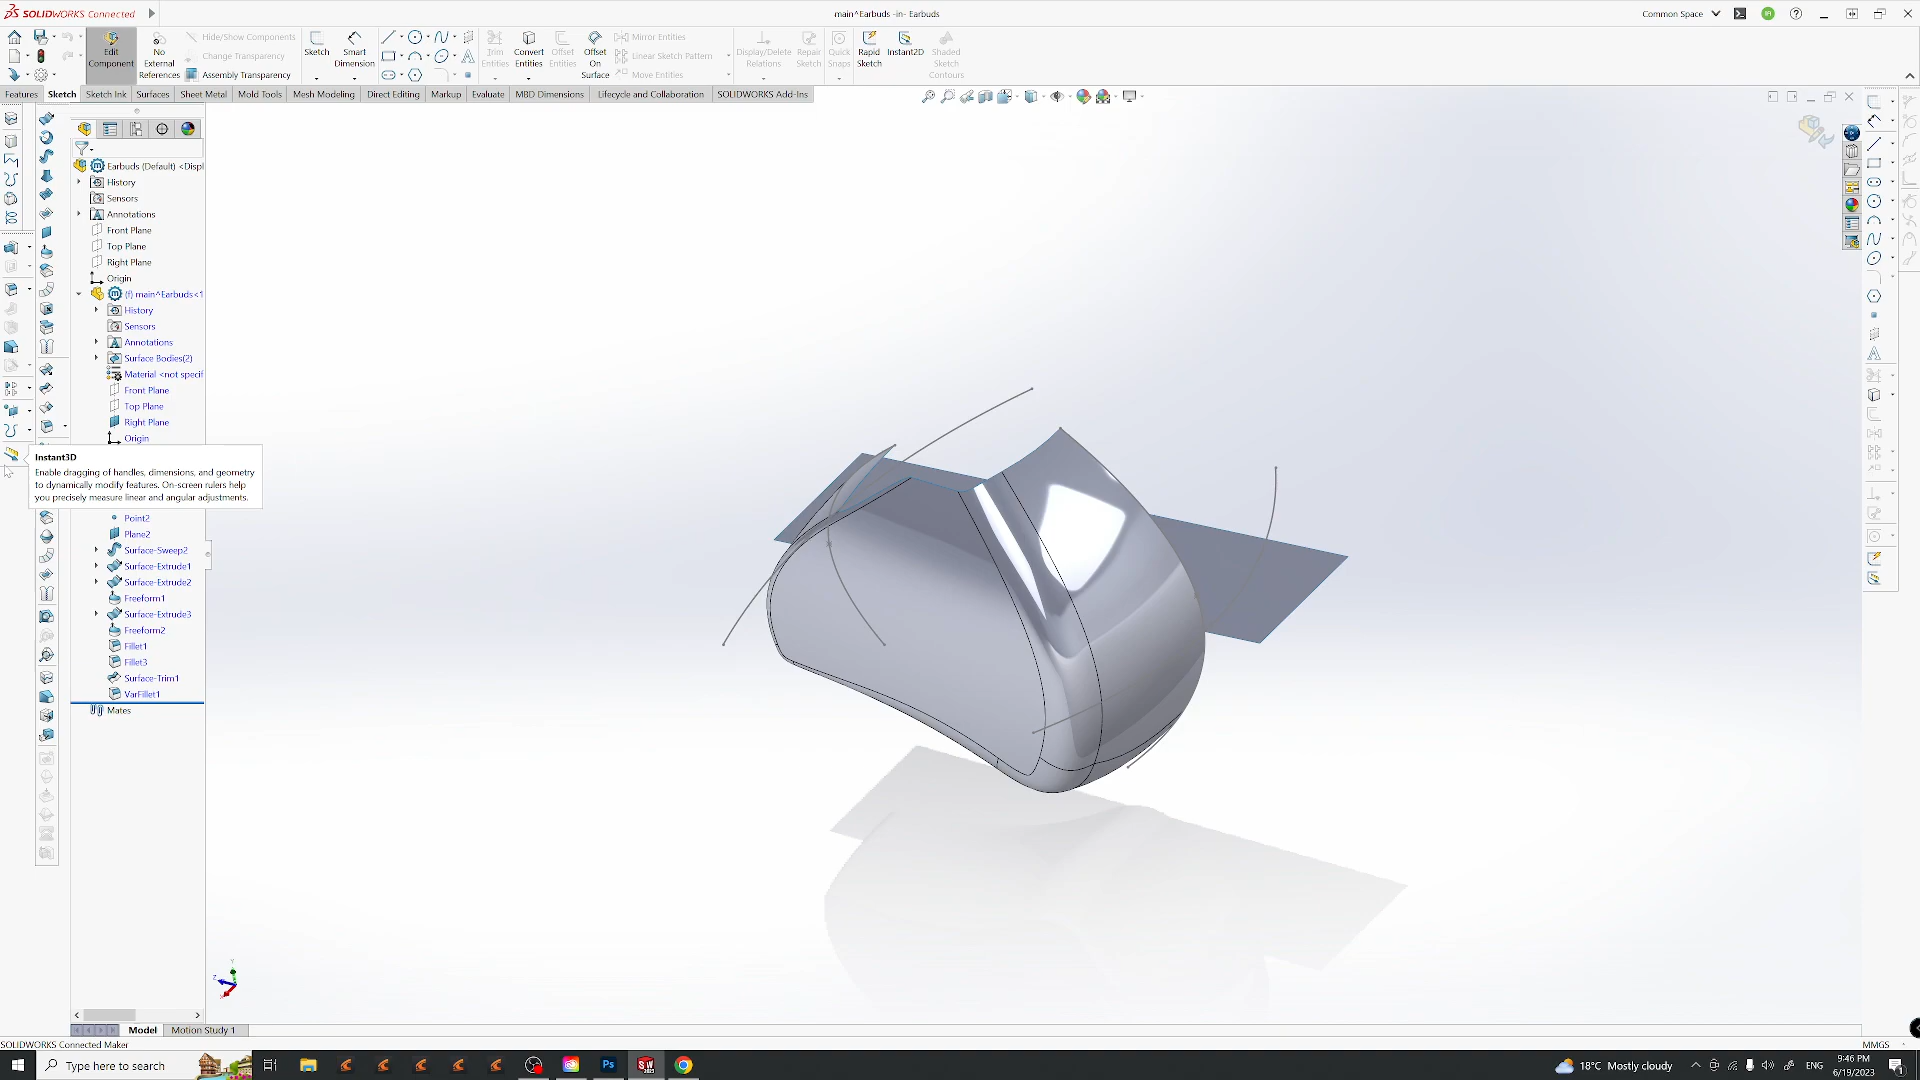 SOLIDWORKS Connected
main^Earbuds -in- Earbuds
Common Space
Edit Component
No External References
Hide/Show Components
Change Transparency
Assembly Transparency
Sketch
Smart Dimension
Trim Entities
Convert Entities
Offset Entities
Offset On Surface
Mirror Entities
Linear Sketch Pattern
Move Entities
Display/Delete Relations
Repair Sketch
Quick Snaps
Rapid Sketch
Instant2D
Shaded Sketch Contours
Features
Sketch
Sketch Ink
Surfaces
Sheet Metal
Mold Tools
Mesh Modeling
Direct Editing
Markup
Evaluate
MBD Dimensions
Lifecycle and Collaboration
SOLIDWORKS Add-Ins
Earbuds (Default) <Displ
History
Sensors
Annotations
Front Plane
Top Plane
Right Plane
Origin
(f) main^Earbuds<1
History
Sensors
Annotations
Surface Bodies(2)
Material <not specif
Front Plane
Top Plane
Right Plane
Origin
Instant3D
Enable dragging of handles, dimensions, and geometry
to dynamically modify features. On-screen rulers help
you precisely measure linear and angular adjustments.
Point2
Plane2
Surface-Sweep2
Surface-Extrude1
Surface-Extrude2
Freeform1
Surface-Extrude3
Freeform2
Fillet1
Fillet3
Surface-Trim1
VarFillet1
Mates
Model
Motion Study 1
SOLIDWORKS Connected Maker
MMGS
Type here to search
18°C Mostly cloudy
ENG
9:46 PM
6/19/2023